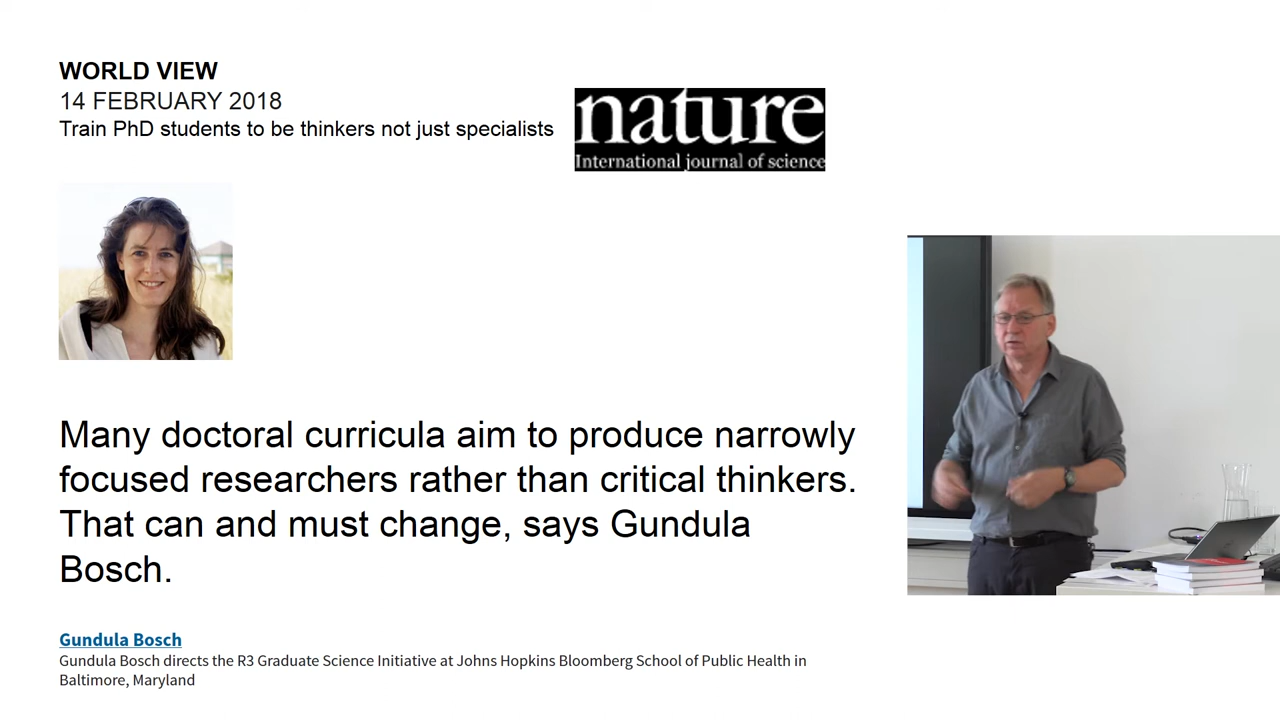 WORLD VIEW
14 FEBRUARY 2018
Train PhD students to be thinkers not just specialists
nature
International journal of science
Many doctoral curricula aim to produce narrowly
focused researchers rather than critical thinkers.
That can and must change, says Gundula
Bosch.
Gundula Bosch
Gundula Bosch directs the R3 Graduate Science Initiative at Johns Hopkins Bloomberg School of Public Health in
Baltimore, Maryland